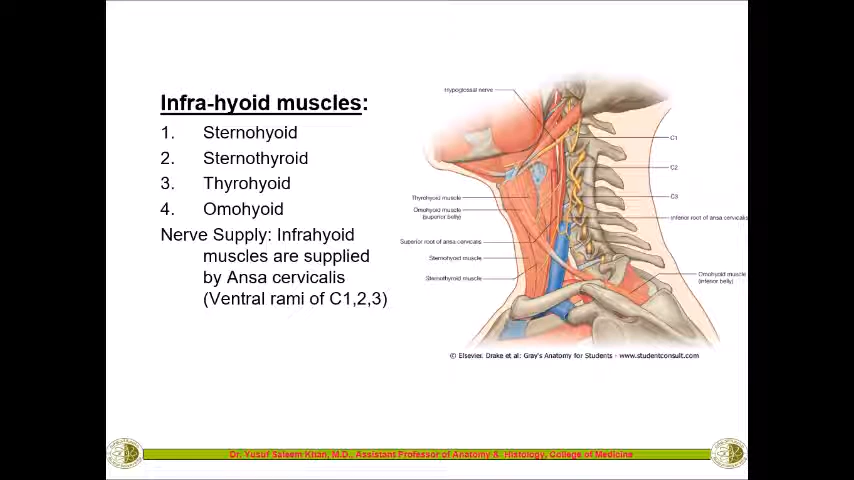 Infra-hyoid muscles:
1. Sternohyoid
2. Sternothyroid
3. Thyrohyoid
4. Omohyoid
Nerve Supply: Infrahyoid
muscles are supplied
by Ansa cervicalis
(Ventral rami of C1,2,3)
Hypoglossal nerve
C1
C2
C3
Thyrohyoid muscle
Omohyoid muscle
(superior belly)
Inferior root of ansa cervicalis
Superior root of ansa cervicalis
Sternohyoid muscle
Sternothyroid muscle
Omohyoid muscle
(inferior belly)
© Elsevier. Drake et al: Gray's Anatomy for Students - www.studentconsult.com
Dr. Yusuf Saleem Khan, M.D., Assistant Professor of Anatomy & Histology, College of Medicine